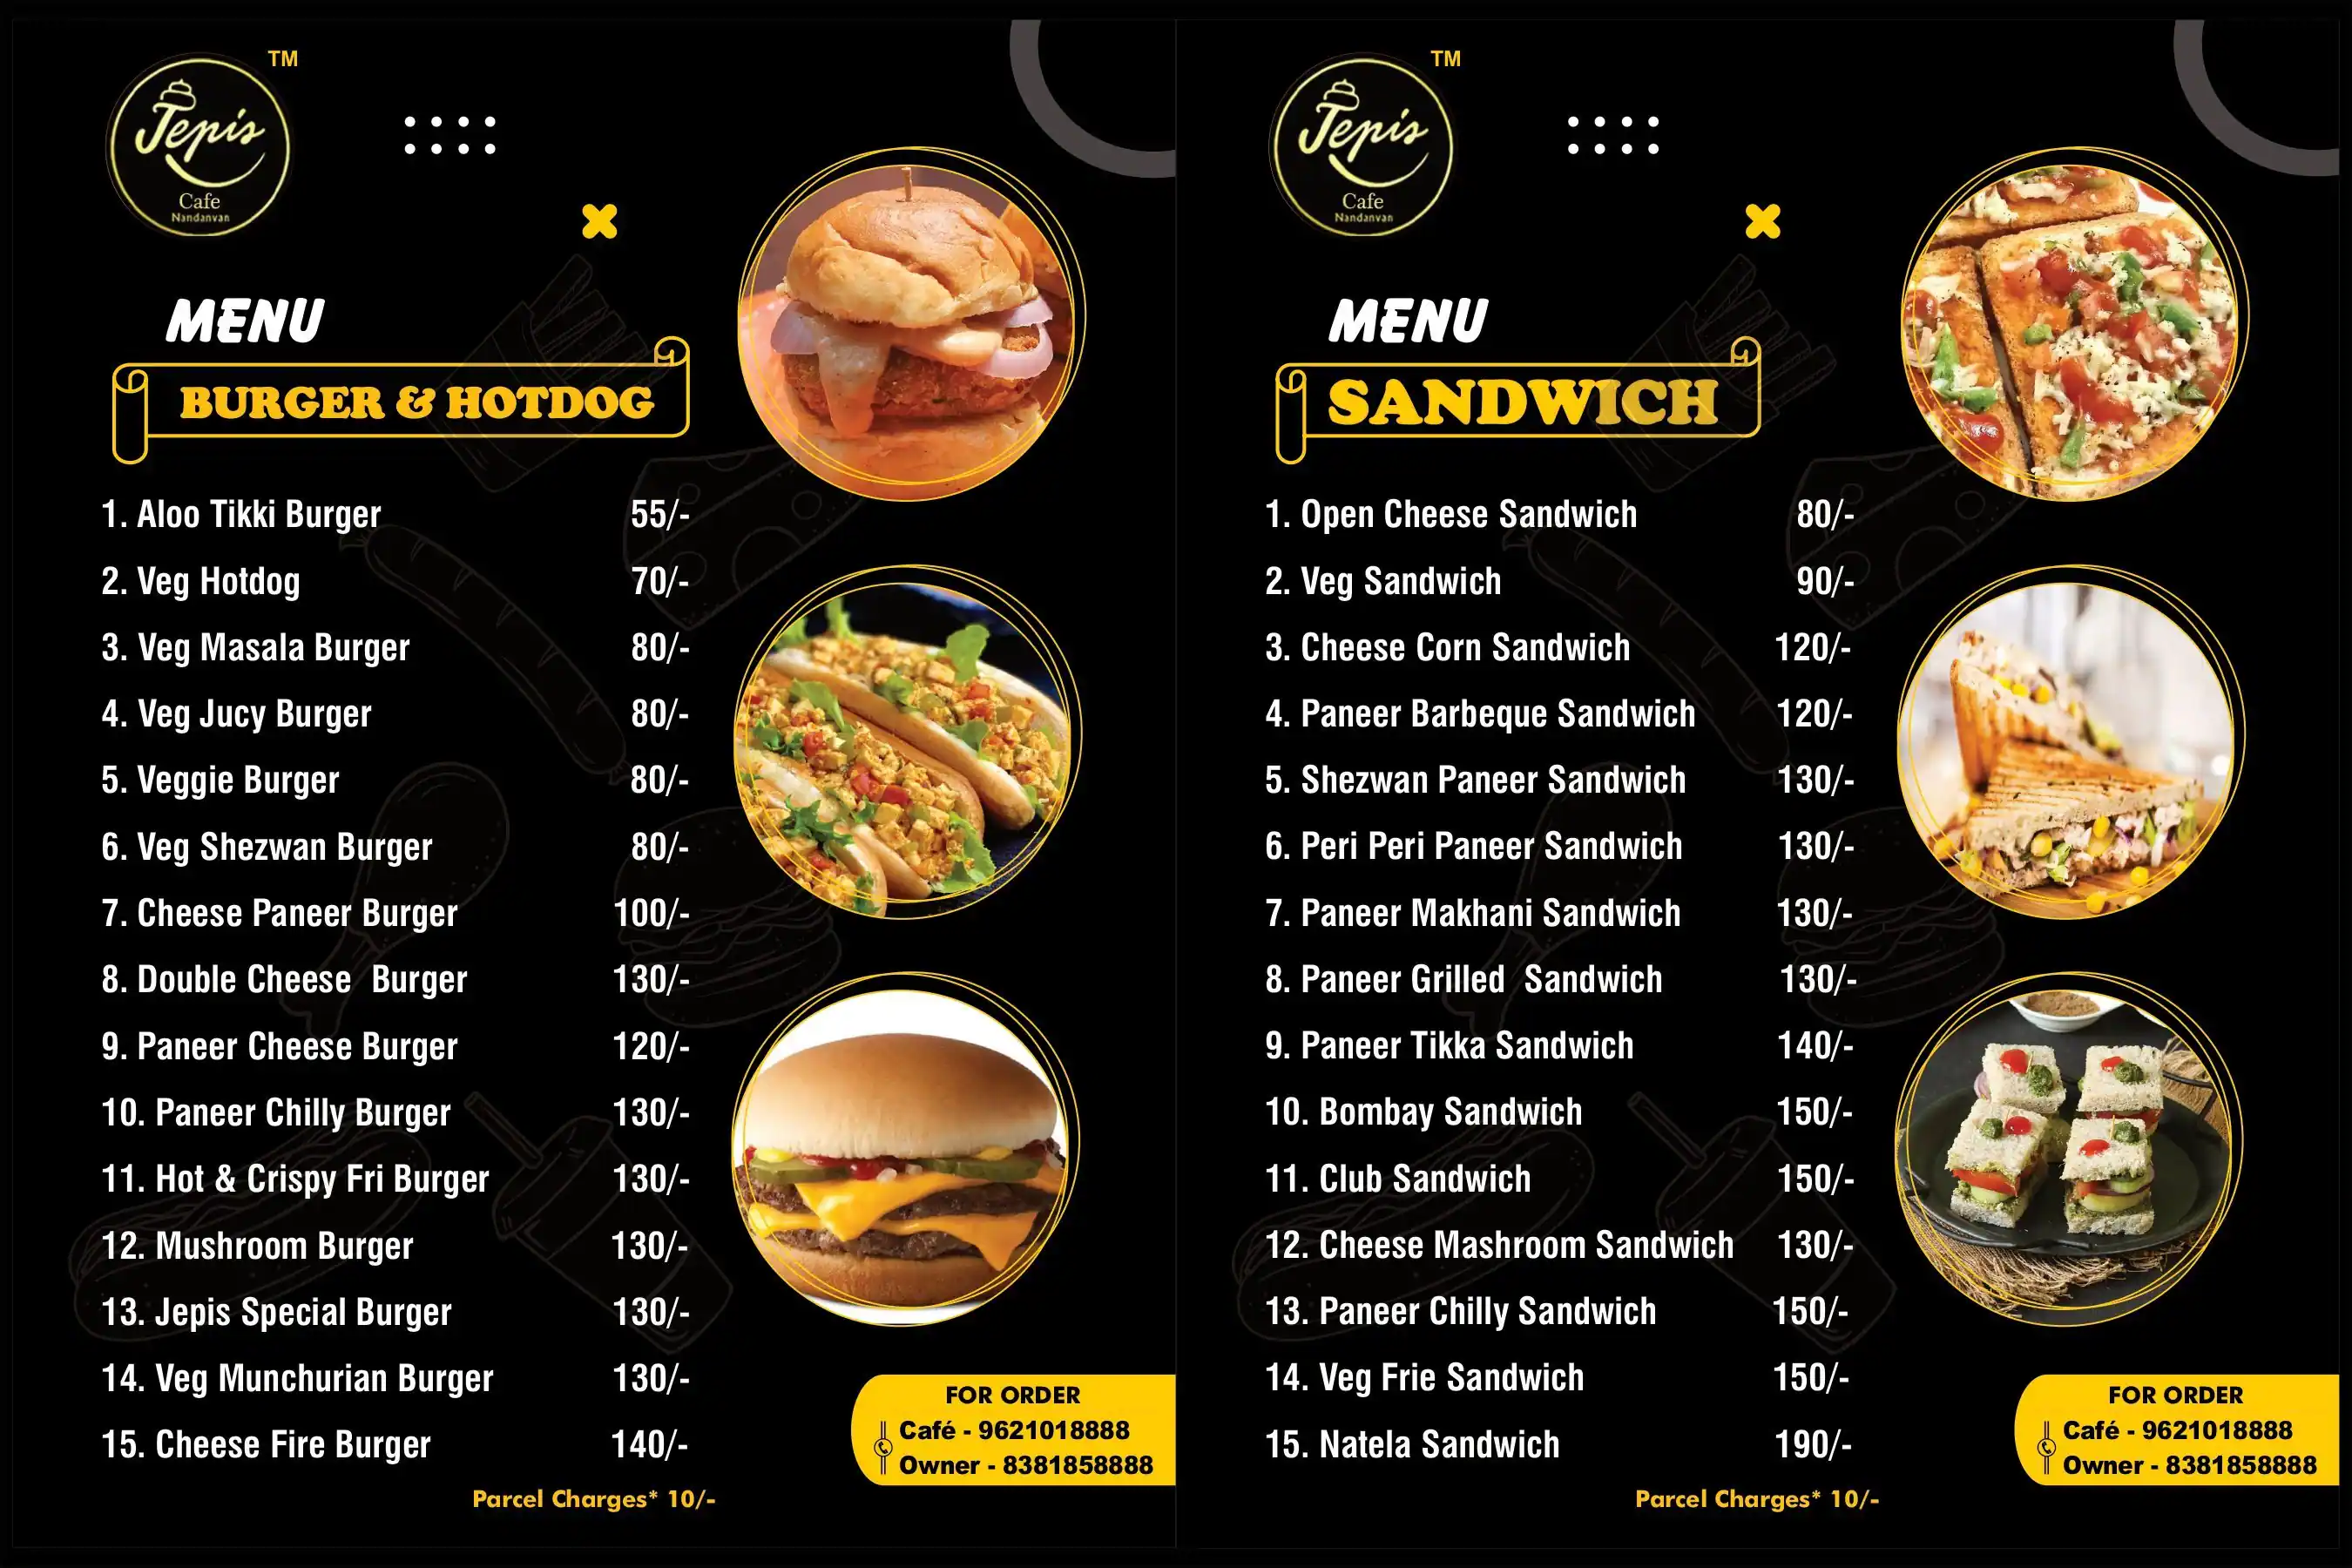 TM
Jepis
Cafe
Nandanvan
MENU
BURGER & HOTDOG
1. Aloo Tikki Burger 55/-
2. Veg Hotdog 70/-
3. Veg Masala Burger 80/-
4. Veg Jucy Burger 80/-
5. Veggie Burger 80/-
6. Veg Shezwan Burger 80/-
7. Cheese Paneer Burger 100/-
8. Double Cheese Burger 130/-
9. Paneer Cheese Burger 120/-
10. Paneer Chilly Burger 130/-
11. Hot & Crispy Fri Burger 130/-
12. Mushroom Burger 130/-
13. Jepis Special Burger 130/-
14. Veg Munchurian Burger 130/-
15. Cheese Fire Burger 140/-
Parcel Charges* 10/-
FOR ORDER
Café - 9621018888
Owner - 8381858888
TM
Jepis
Cafe
Nandanvan
MENU
SANDWICH
1. Open Cheese Sandwich 80/-
2. Veg Sandwich 90/-
3. Cheese Corn Sandwich 120/-
4. Paneer Barbeque Sandwich 120/-
5. Shezwan Paneer Sandwich 130/-
6. Peri Peri Paneer Sandwich 130/-
7. Paneer Makhani Sandwich 130/-
8. Paneer Grilled Sandwich 130/-
9. Paneer Tikka Sandwich 140/-
10. Bombay Sandwich 150/-
11. Club Sandwich 150/-
12. Cheese Mashroom Sandwich 130/-
13. Paneer Chilly Sandwich 150/-
14. Veg Frie Sandwich 150/-
15. Natela Sandwich 190/-
Parcel Charges* 10/-
FOR ORDER
Café - 9621018888
Owner - 8381858888